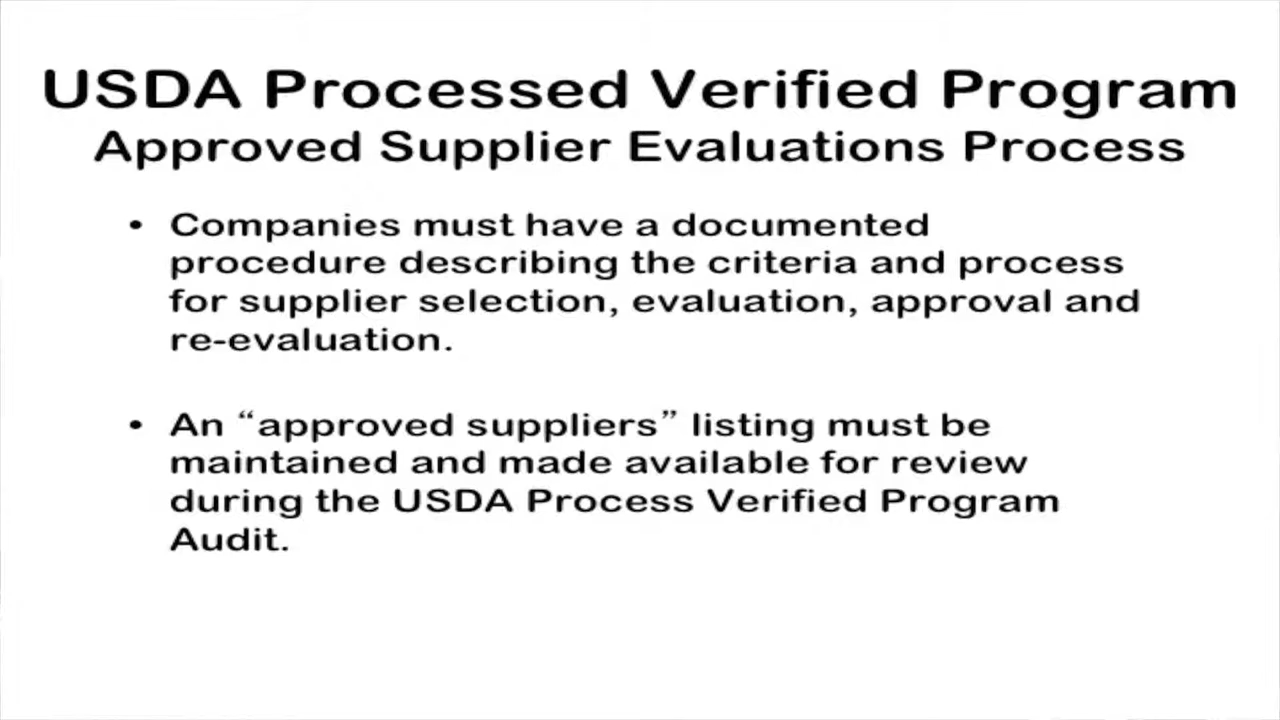 USDA Processed Verified Program
Approved Supplier Evaluations Process
• Companies must have a documented
procedure describing the criteria and process
for supplier selection, evaluation, approval and
re-evaluation.
• An “approved suppliers” listing must be
maintained and made available for review
during the USDA Process Verified Program
Audit.